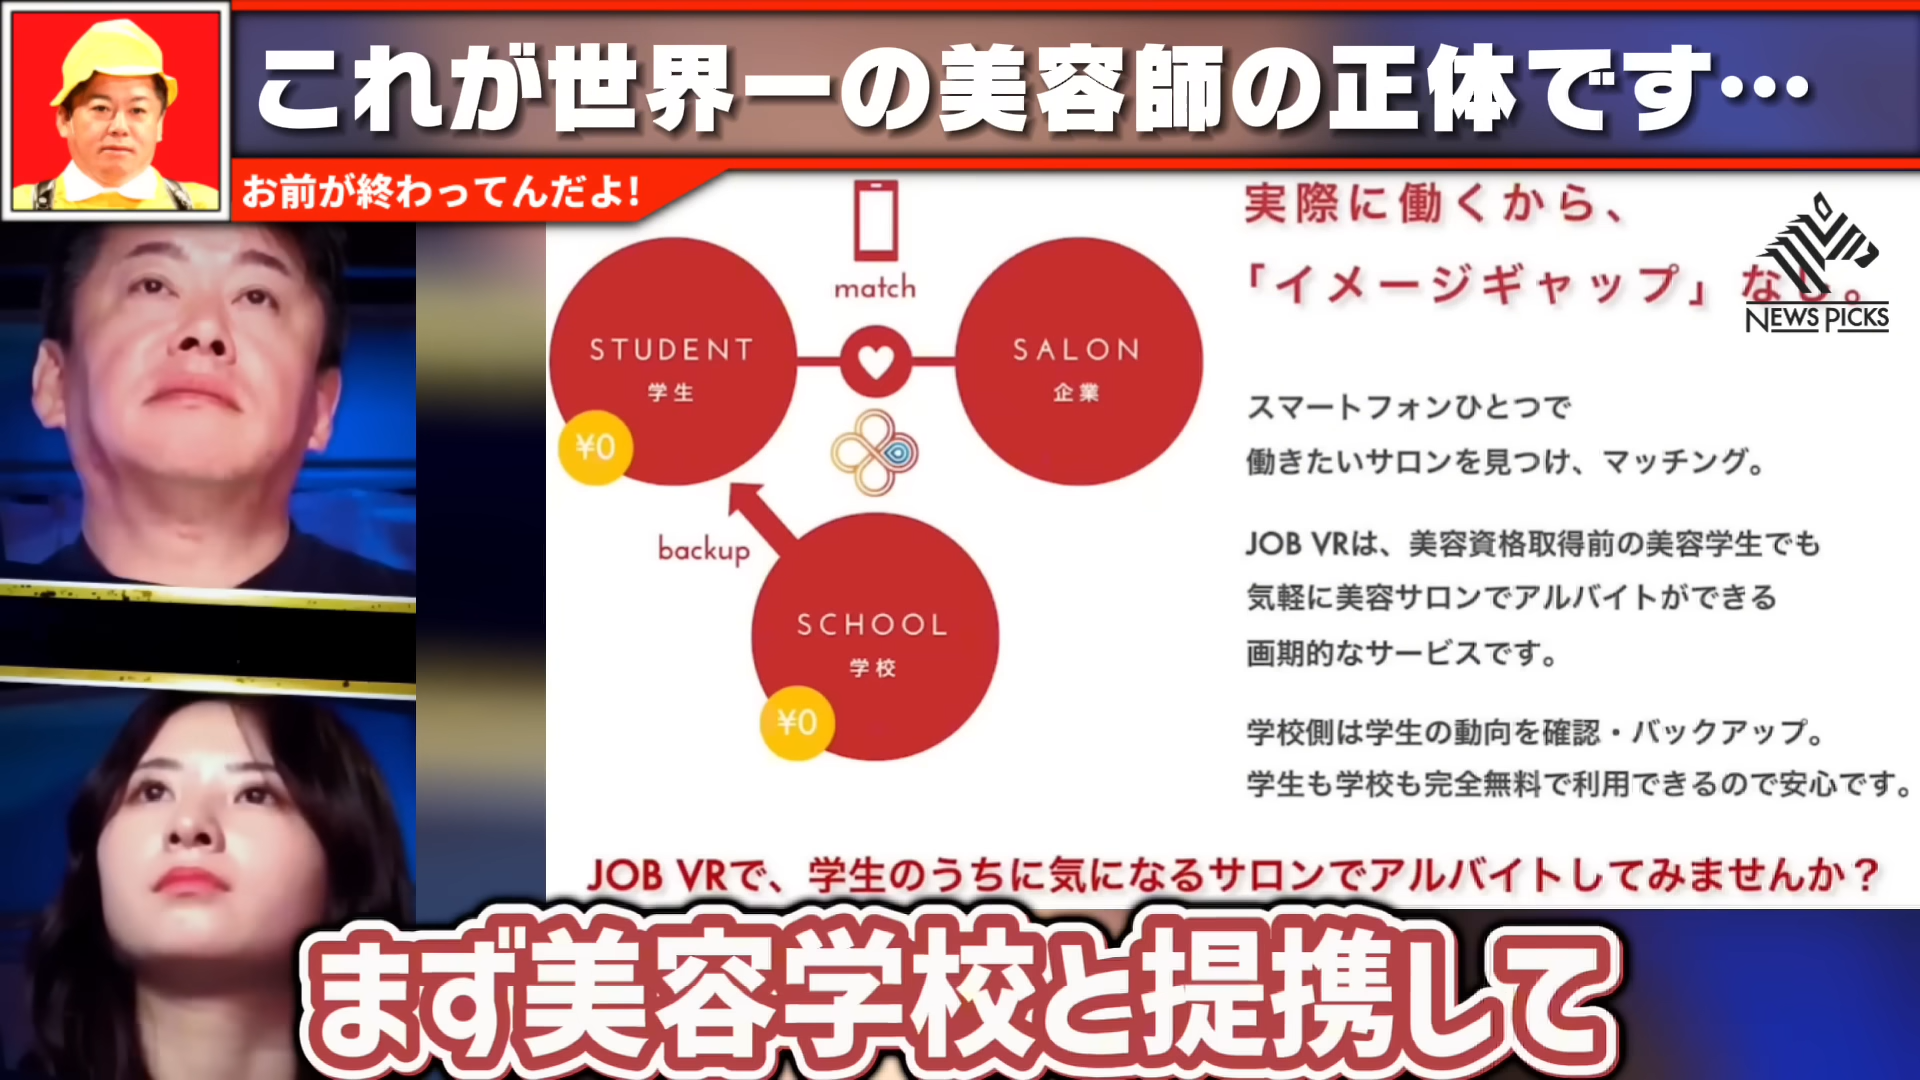 これが世界一の美容師の正体です…
お前が終わってんだよ!
match
STUDENT
学生
¥0
SALON
企業
backup
SCHOOL
学校
¥0
実際に働くから、
「イメージギャップ」なし。
NEWS PICKS
スマートフォンひとつで
働きたいサロンを見つけ、マッチング。
JOB VRは、美容資格取得前の美容学生でも
気軽に美容サロンでアルバイトができる
画期的なサービスです。
学校側は学生の動向を確認・バックアップ。
学生も学校も完全無料で利用できるので安心です。
JOB VRで、学生のうちに気になるサロンでアルバイトしてみませんか？
まず美容学校と提携して